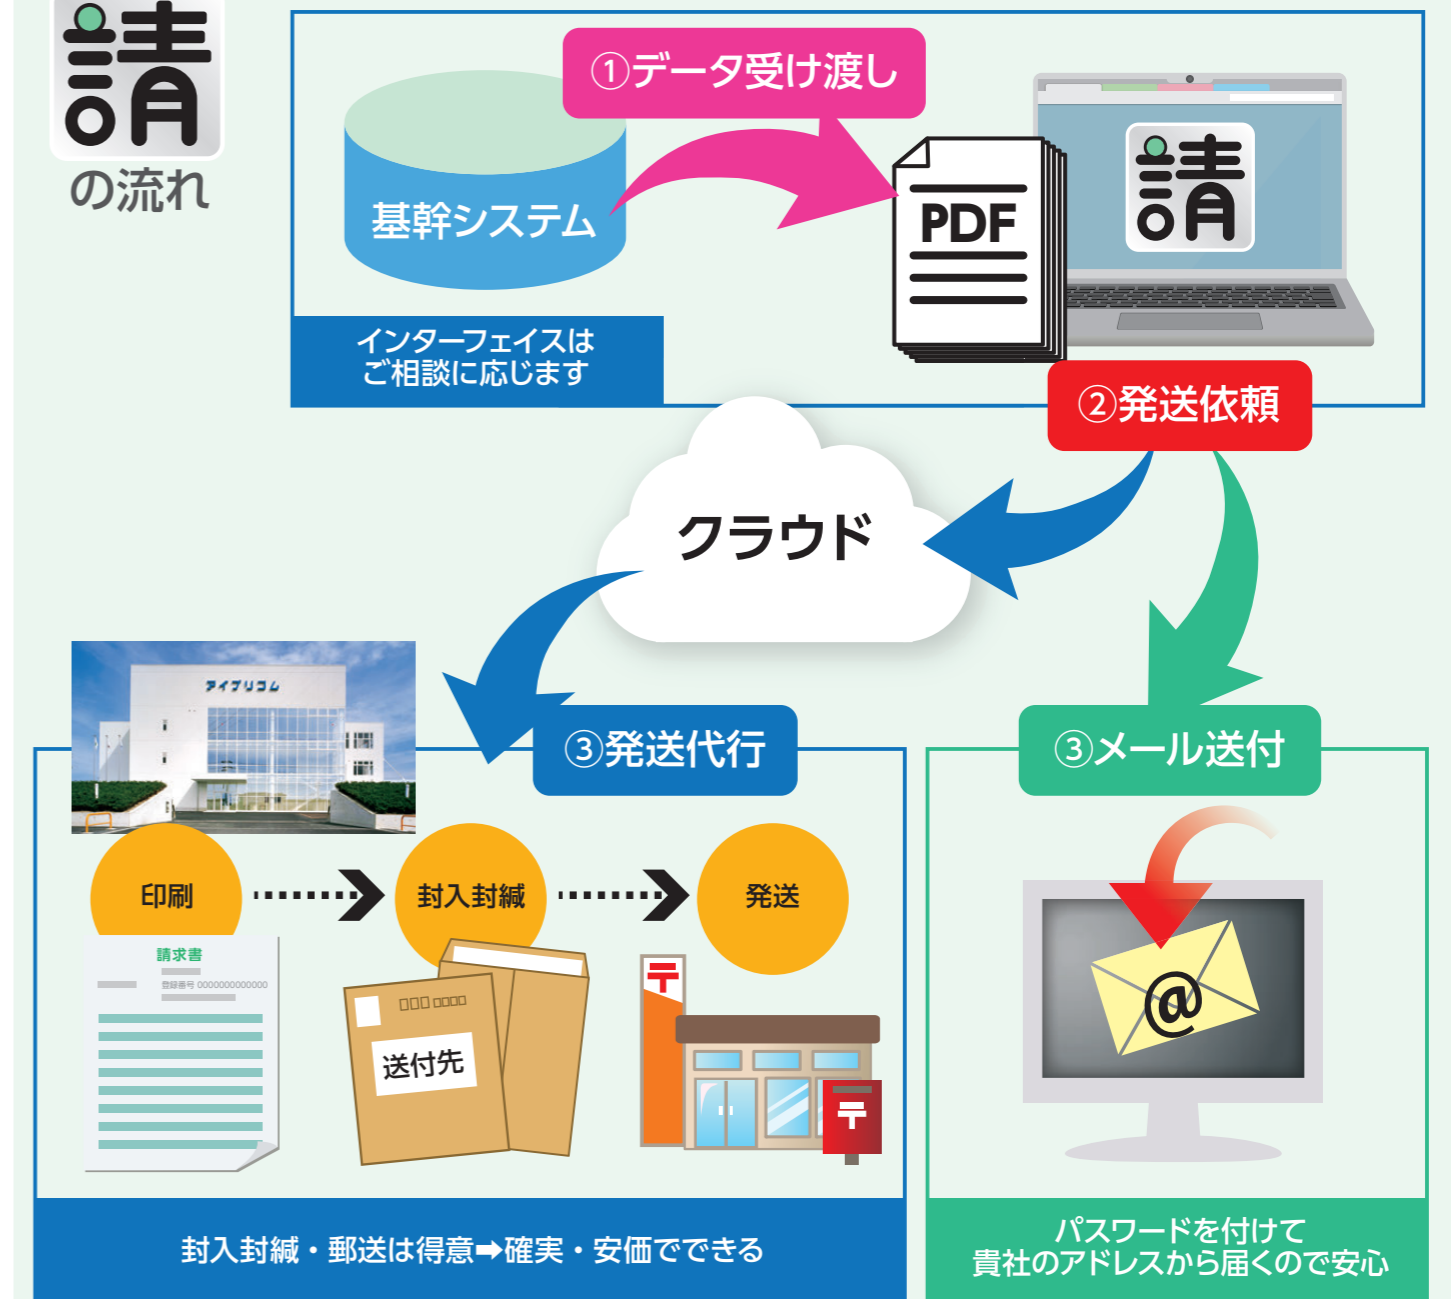 請
の流れ
①データ受け渡し
基幹システム
インターフェイスは
ご相談に応じます
PDF
請
②発送依頼
クラウド
アイプリコム
③発送代行
印刷
封入封緘
発送
請求書
登録番号 0000000000000
送付先
封入封緘・郵送は得意➡確実・安価でできる
③メール送付
@
パスワードを付けて
貴社のアドレスから届くので安心